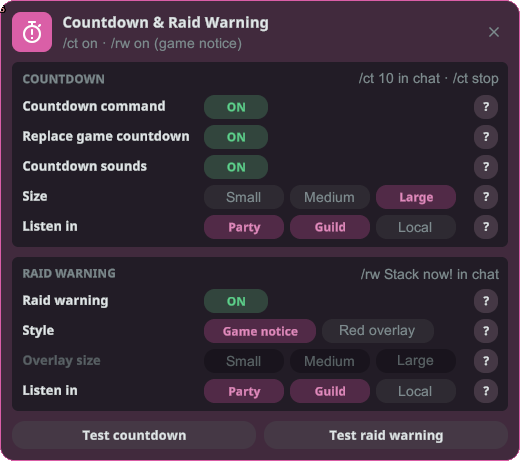 Countdown & Raid Warning
/ct on · /rw on (game notice)
COUNTDOWN /ct 10 in chat · /ct stop
Countdown command ON ?
Replace game countdown ON ?
Countdown sounds ON ?
Size Small Medium Large ?
Listen in Party Guild Local ?
RAID WARNING /rw Stack now! in chat
Raid warning ON ?
Style Game notice Red overlay ?
Overlay size Small Medium Large ?
Listen in Party Guild Local ?
Test countdown Test raid warning